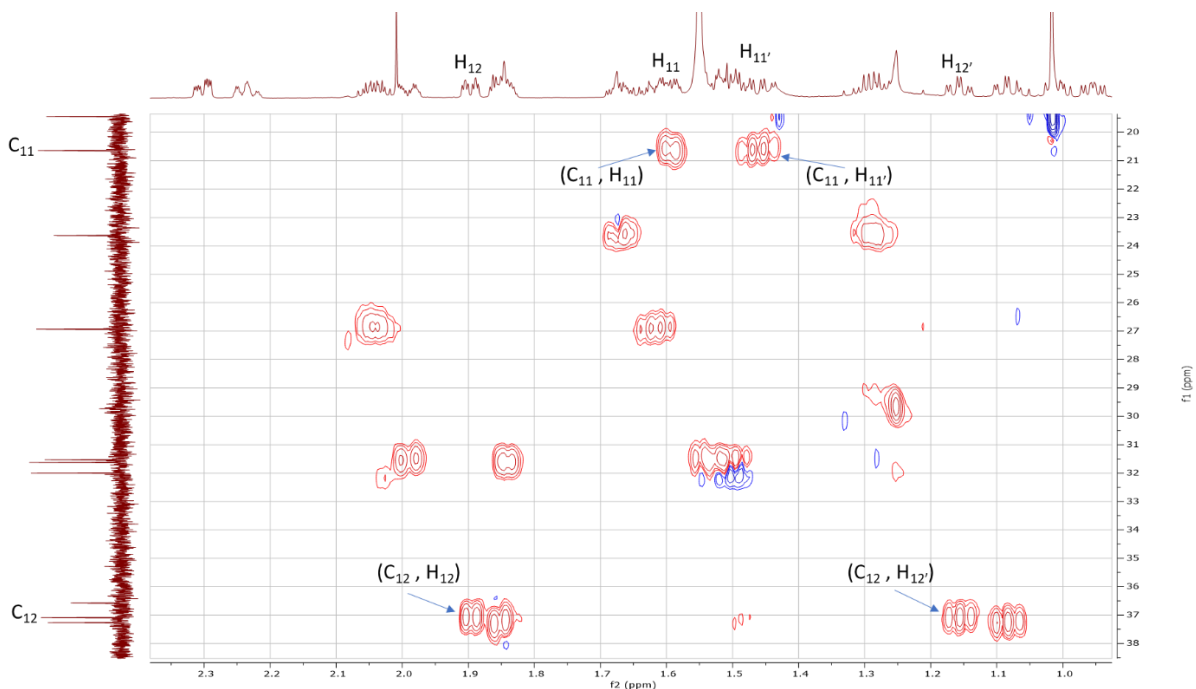 H12 H11 H11' H12'
C11
(C11 , H11) (C11 , H11')
20
21
22
23
24
25
26
27
28
29
30
31
32
33
34
35
36
37
38
f1 (ppm)
(C12 , H12) (C12 , H12')
C12
2.3 2.2 2.1 2.0 1.9 1.8 1.7 1.6 1.5 1.4 1.3 1.2 1.1 1.0
f2 (ppm)